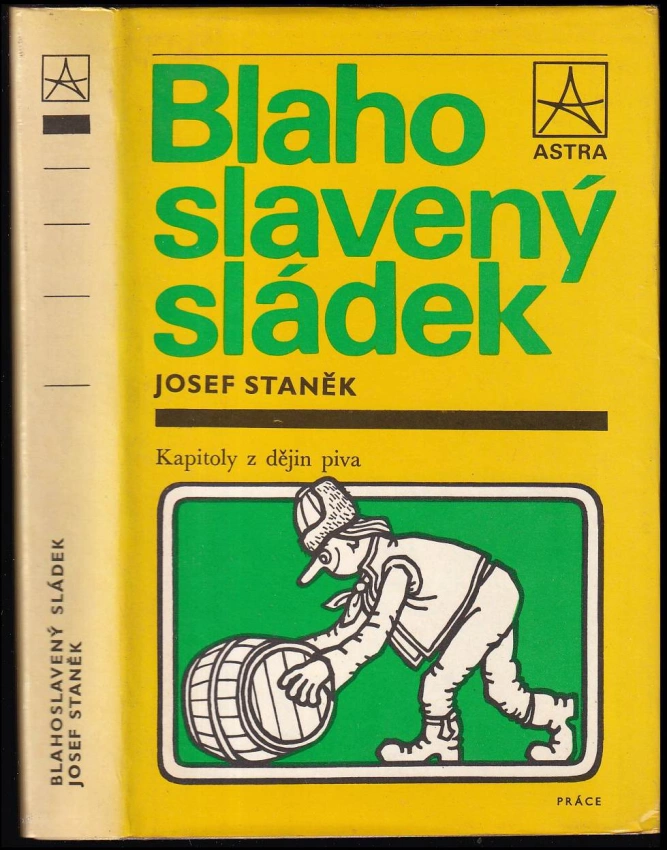 BLAHOSLAVENÝ SLÁDEK
JOSEF STANĚK
Blaho
slavený
sládek
ASTRA
JOSEF STANĚK
Kapitoly z dějin piva
PRÁCE